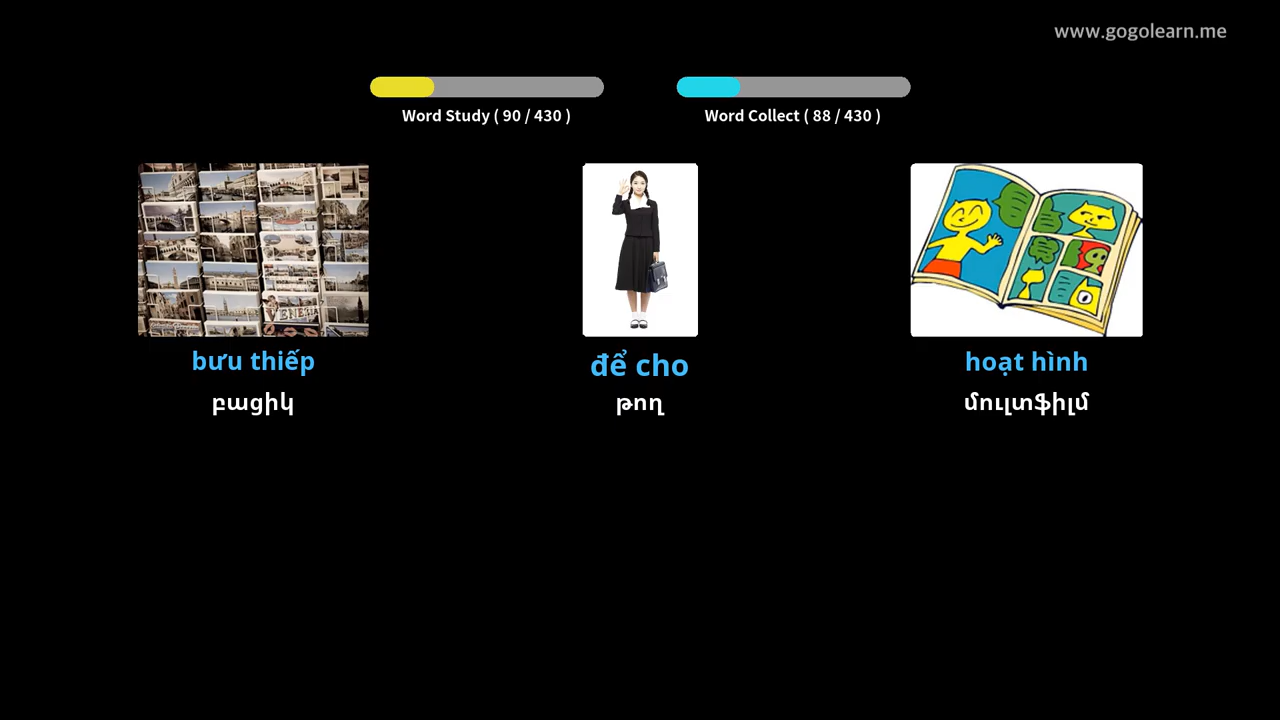 www.gogolearn.me
Word Study ( 90 / 430 )
Word Collect ( 88 / 430 )
bưu thiếp
để cho
hoạt hình
բացիկ
թող
մուլտֆիլմ